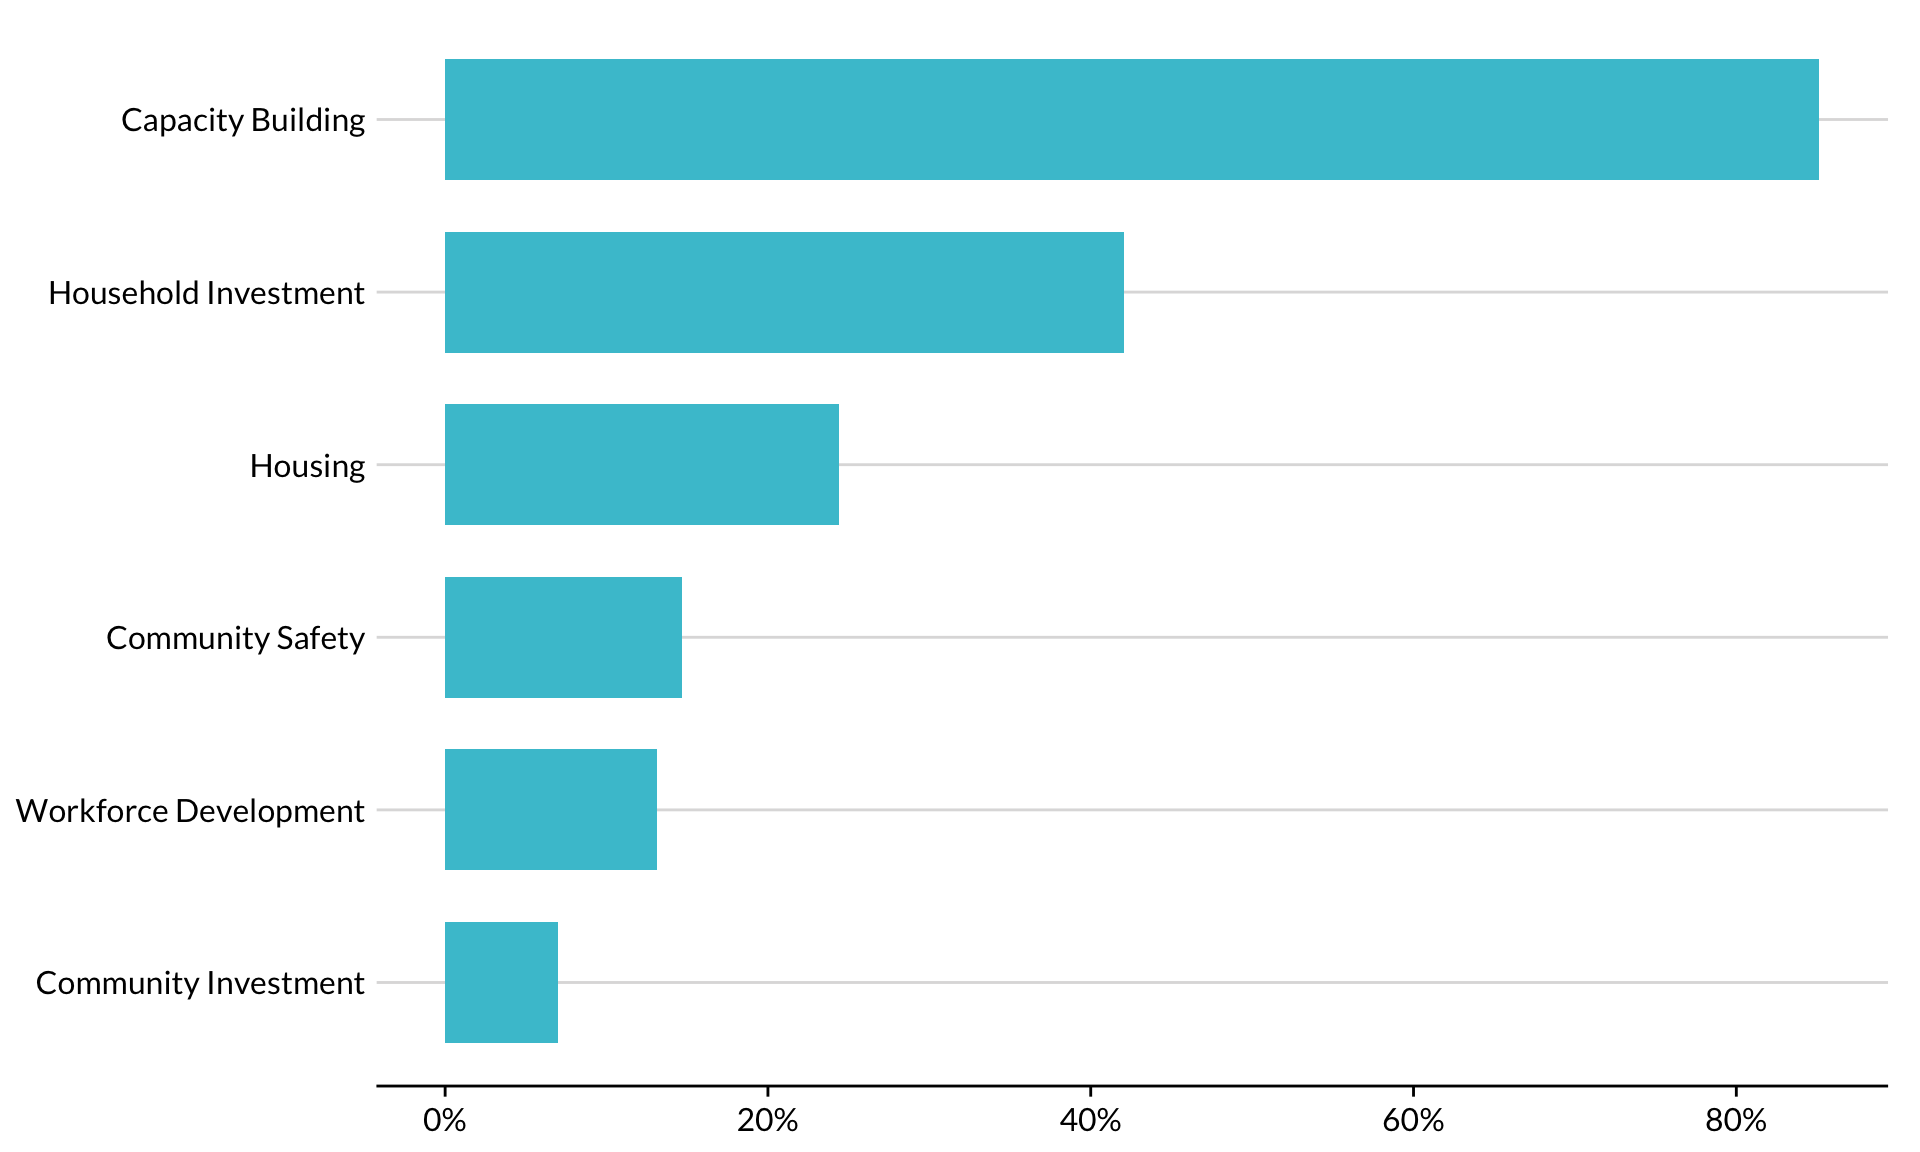 Capacity Building
Household Investment
Housing
Community Safety
Workforce Development
Community Investment
0% 20% 40% 60% 80%